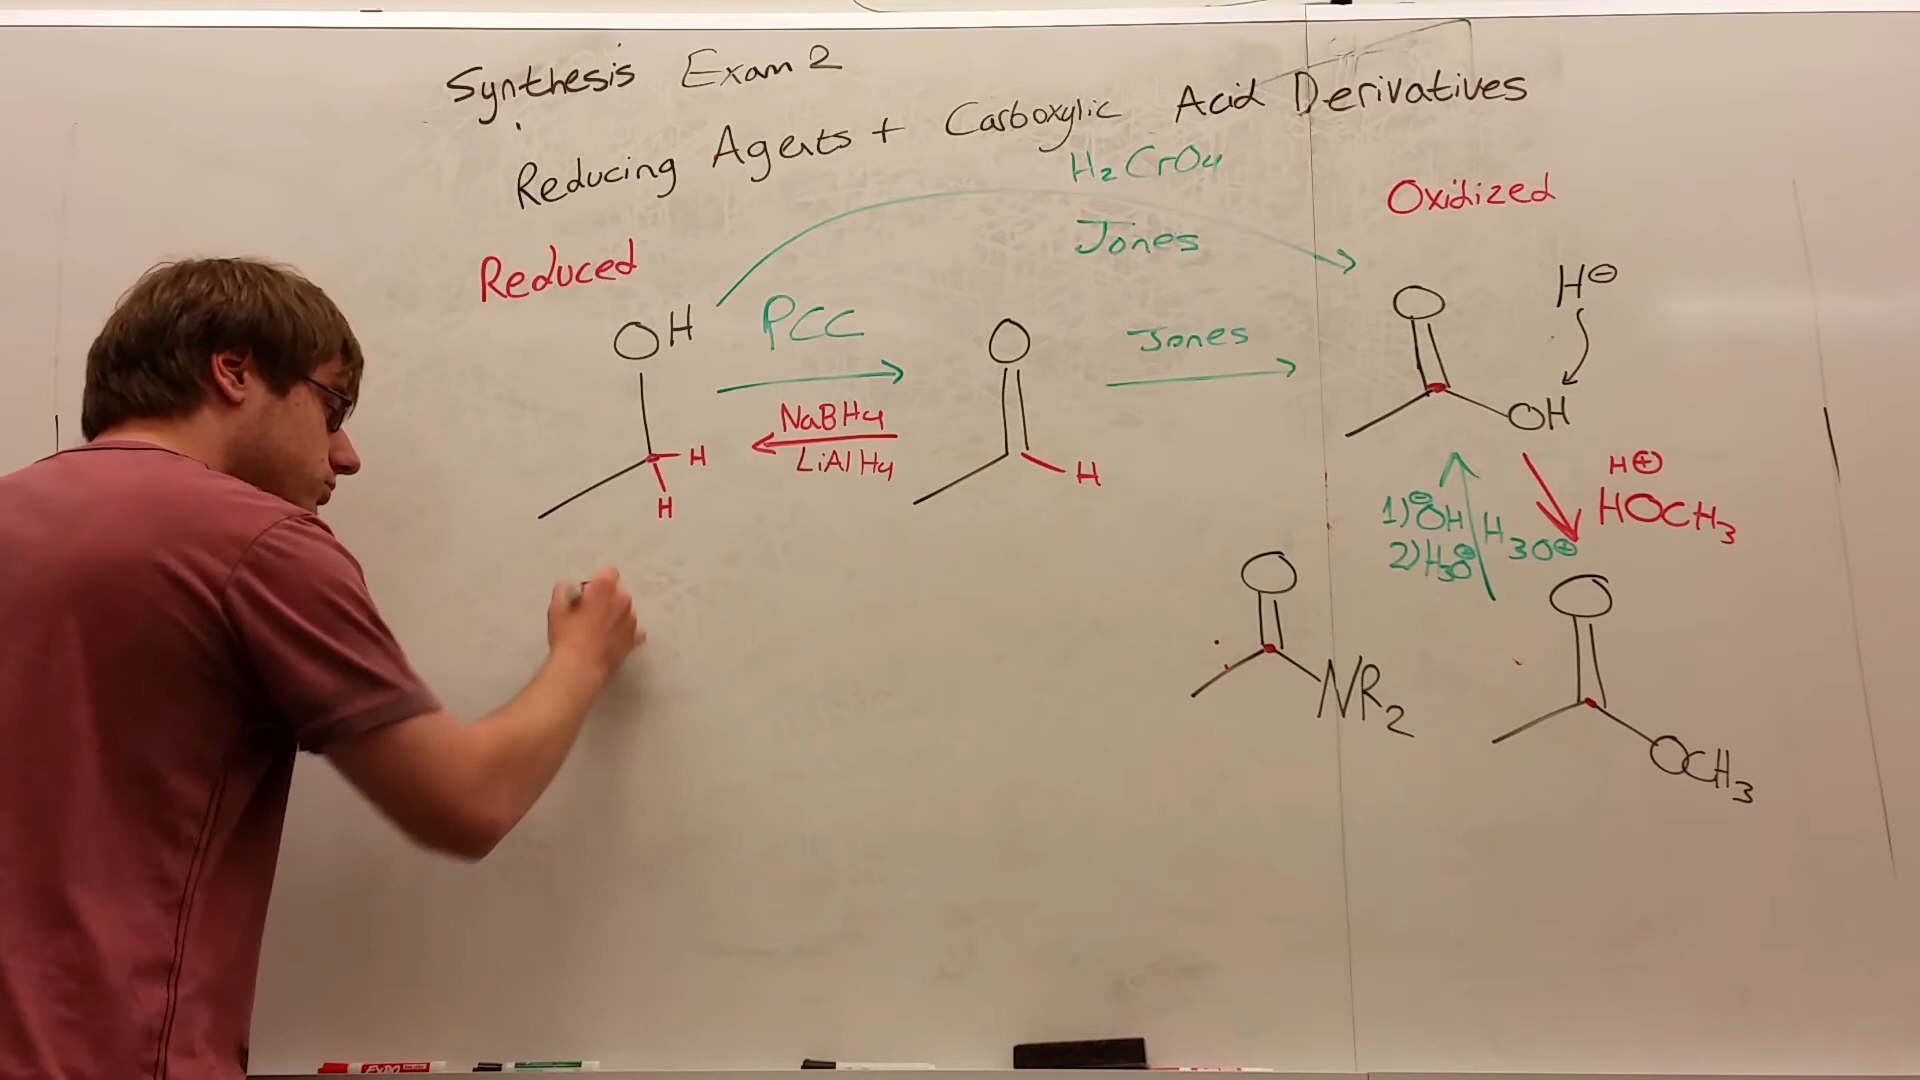 Synthesis Exam 2
Reducing Agents + Carboxylic Acid Derivatives
H₂CrO₄
Jones
Oxidized
Reduced
OH
PCC
NaBH₄
LiAlH₄
H
H
O
H
Jones
O
OH
H⊖
H⊕
HOCH₃
1) ⊖OH
2) H₃O⊕
H₃O⊕
O
NR₂
O
OCH₃
EXPO